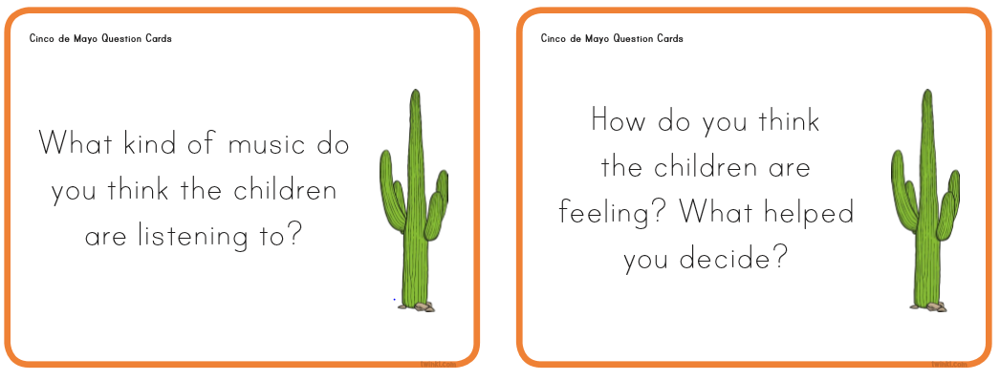 Cinco de Mayo Question Cards
What kind of music do
you think the children
are listening to?
twinkl.com
Cinco de Mayo Question Cards
How do you think
the children are
feeling? What helped
you decide?
twinkl.com